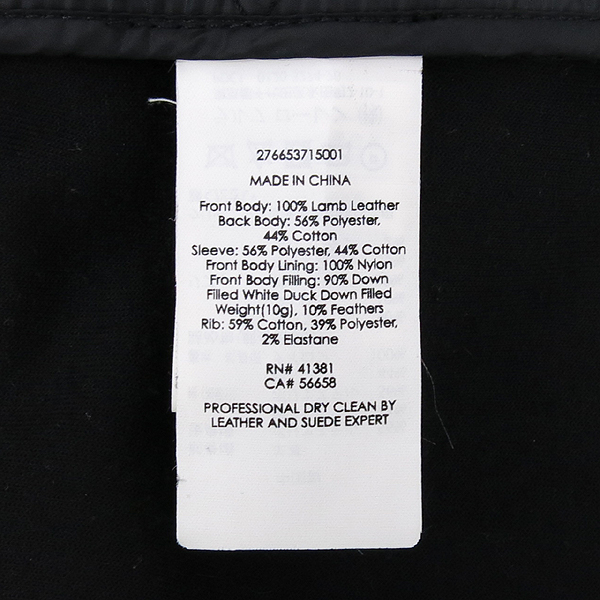 276653715001
MADE IN CHINA
Front Body: 100% Lamb Leather
Back Body: 56% Polyester,
44% Cotton
Sleeve: 56% Polyester, 44% Cotton
Front Body Lining: 100% Nylon
Front Body Filling: 90% Down
Filled White Duck Down Filled
Weight(10g), 10% Feathers
Rib: 59% Cotton, 39% Polyester,
2% Elastane
RN# 41381
CA# 56658
PROFESSIONAL DRY CLEAN BY
LEATHER AND SUEDE EXPERT